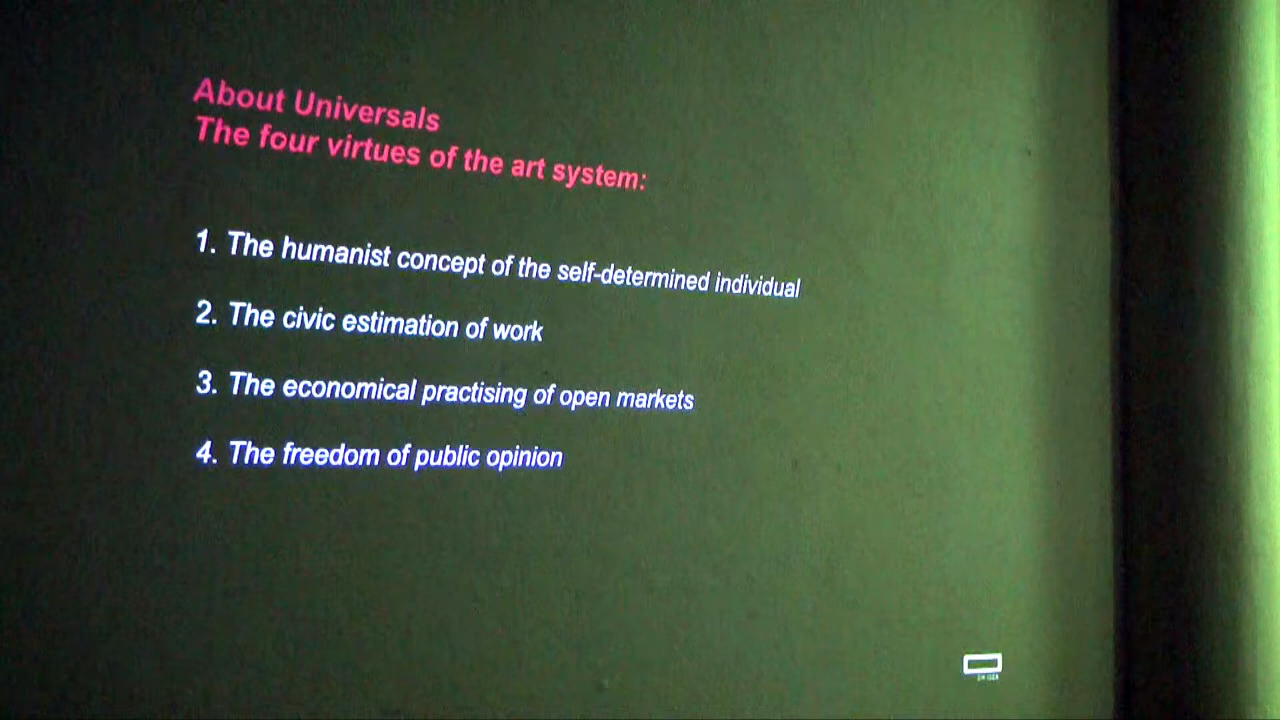 About Universals
The four virtues of the art system:
1. The humanist concept of the self-determined individual
2. The civic estimation of work
3. The economical practising of open markets
4. The freedom of public opinion